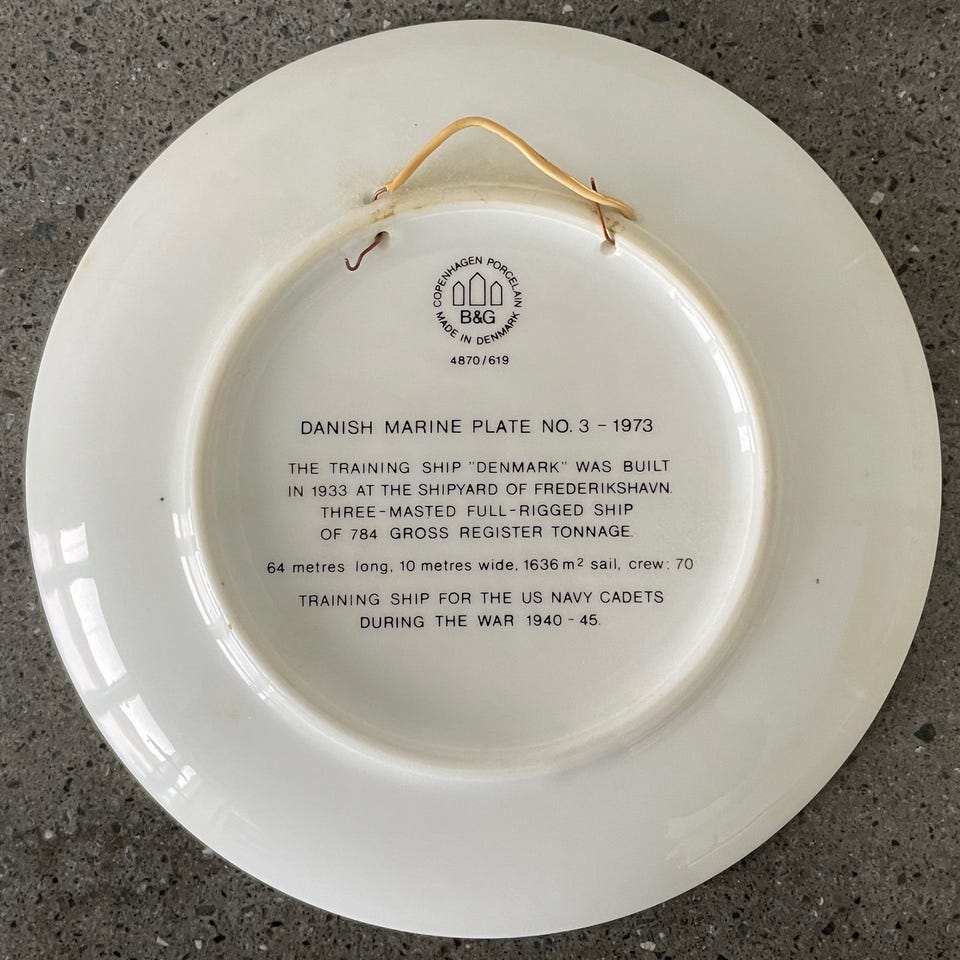 COPENHAGEN PORCELAIN
B&G
MADE IN DENMARK
4870/619
DANISH MARINE PLATE NO. 3 - 1973
THE TRAINING SHIP "DENMARK" WAS BUILT
IN 1933 AT THE SHIPYARD OF FREDERIKSHAVN.
THREE-MASTED FULL-RIGGED SHIP
OF 784 GROSS REGISTER TONNAGE.
64 metres long, 10 metres wide, 1636 m² sail, crew: 70
TRAINING SHIP FOR THE US NAVY CADETS
DURING THE WAR 1940 - 45.